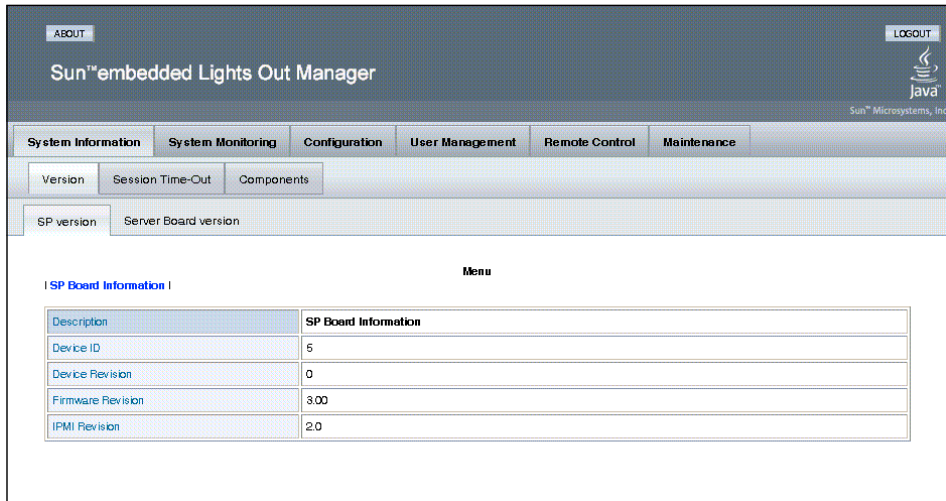 ABOUT
LOGOUT
Sun™embedded Lights Out Manager
Java™
Sun™ Microsystems, Inc
System Information System Monitoring Configuration User Management Remote Control Maintenance
Version Session Time-Out Components
SP version Server Board version
Menu
| SP Board Information |
Description SP Board Information
Device ID 5
Device Revision 0
Firmware Revision 3.00
IPMI Revision 2.0